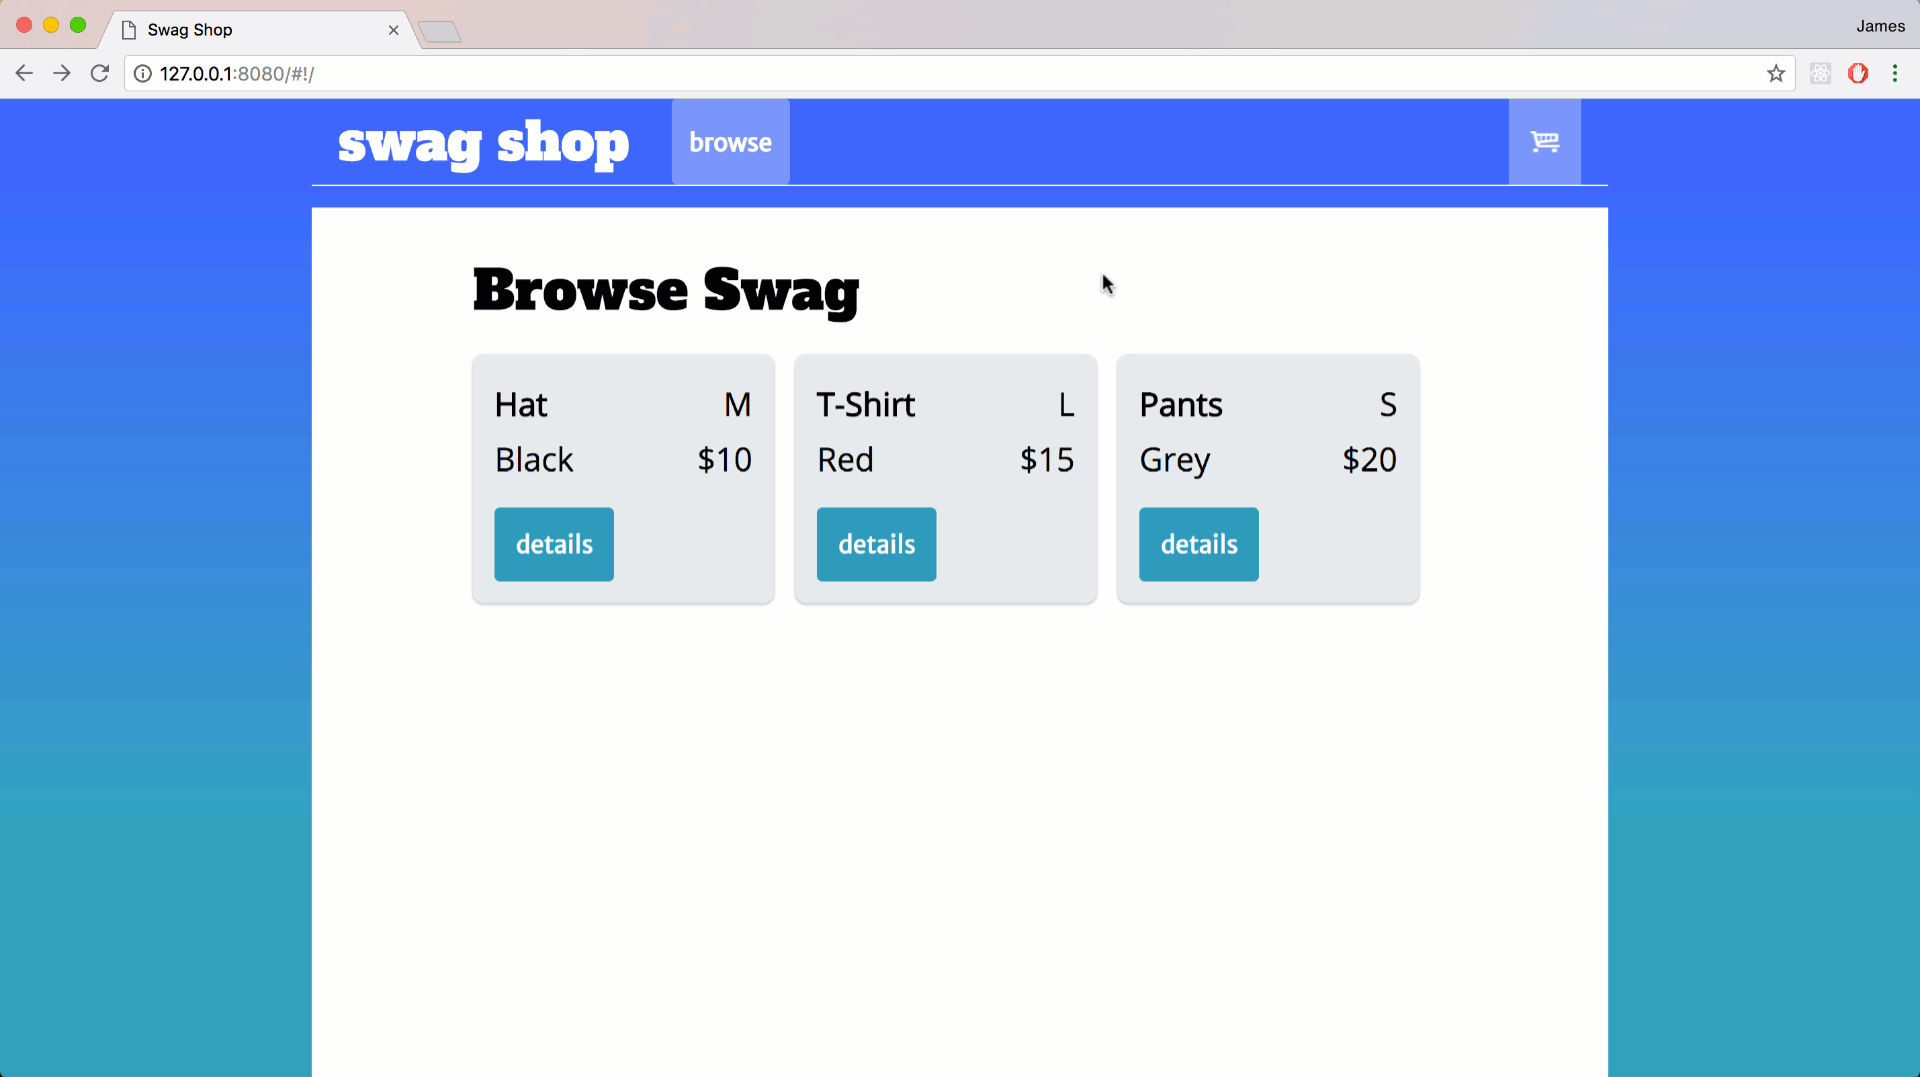 Swag Shop
James
127.0.0.1:8080/#!/
swag shop
browse
Browse Swag
Hat M
Black $10
details
T-Shirt L
Red $15
details
Pants S
Grey $20
details